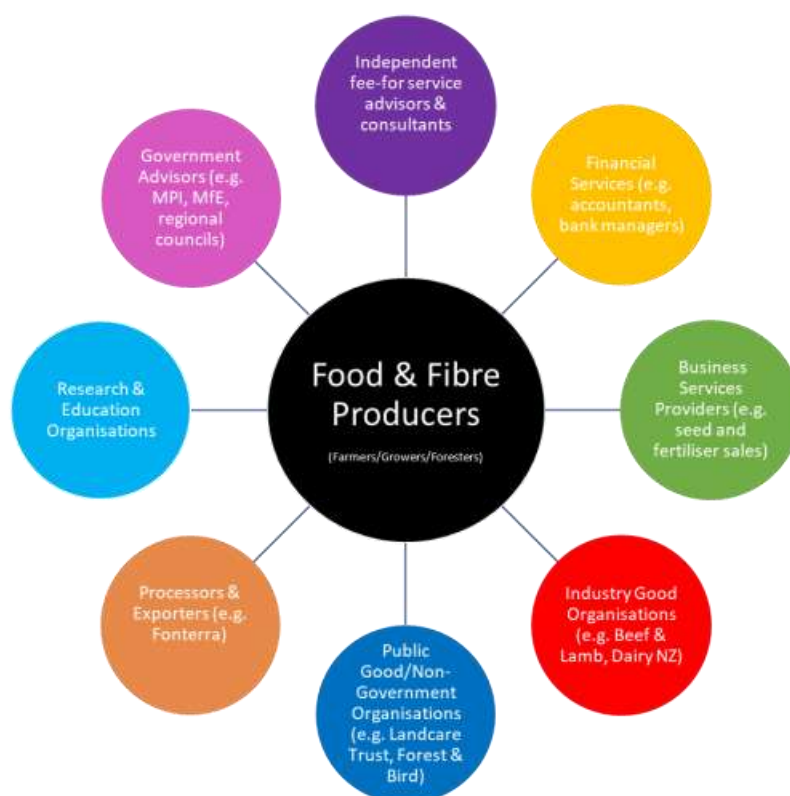 Independent
fee-for service
advisors &
consultants
Financial
Services (e.g.
accountants,
bank managers)
Government
Advisors (e.g.
MPI, MfE,
regional
councils)
Food & Fibre
Producers
(Farmers/Growers/Foresters)
Business
Services
Providers (e.g.
seed and
fertiliser sales)
Research &
Education
Organisations
Industry Good
Organisations
(e.g. Beef &
Lamb, Dairy NZ)
Processors &
Exporters (e.g.
Fonterra)
Public
Good/Non-
Government
Organisations
(e.g. Landcare
Trust, Forest &
Bird)